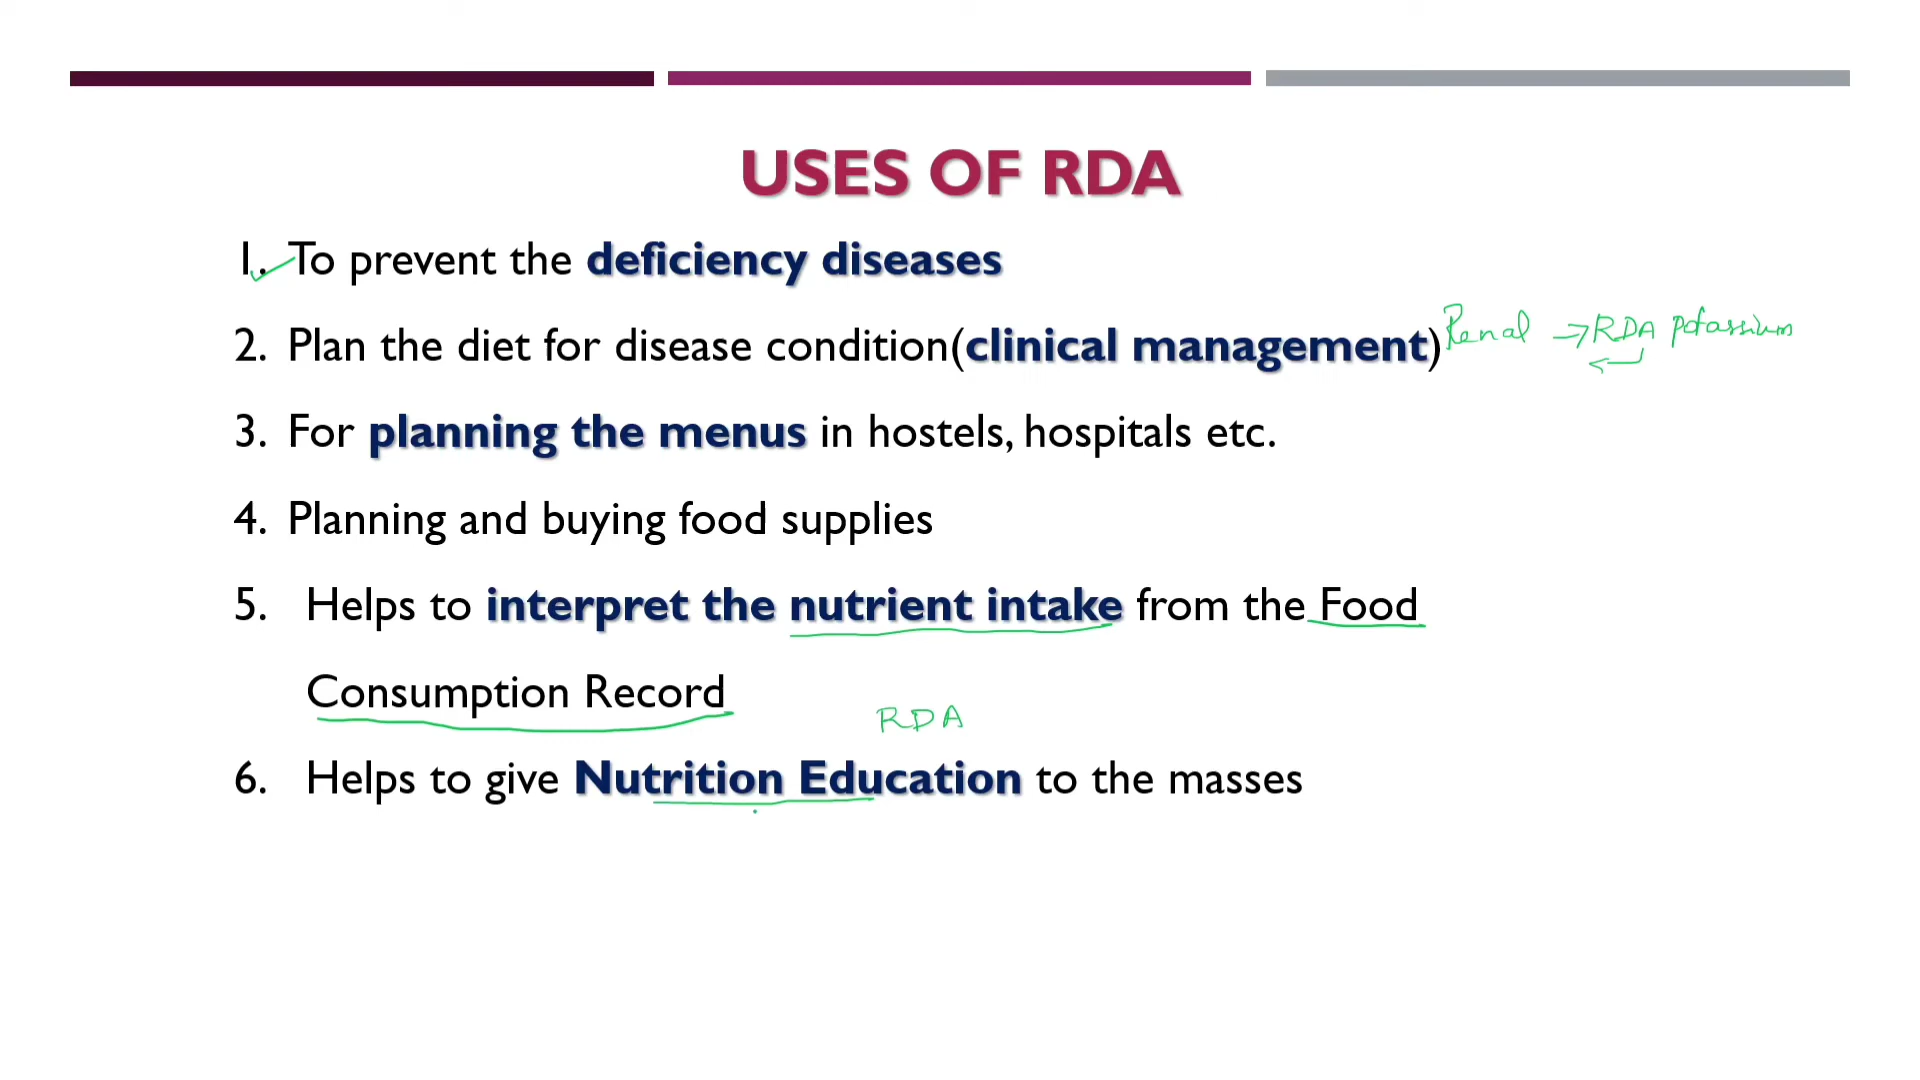 USES OF RDA
1. To prevent the deficiency diseases
2. Plan the diet for disease condition(clinical management) Renal → RDA potassium
3. For planning the menus in hostels, hospitals etc.
4. Planning and buying food supplies
5. Helps to interpret the nutrient intake from the Food
Consumption Record
RDA
6. Helps to give Nutrition Education to the masses